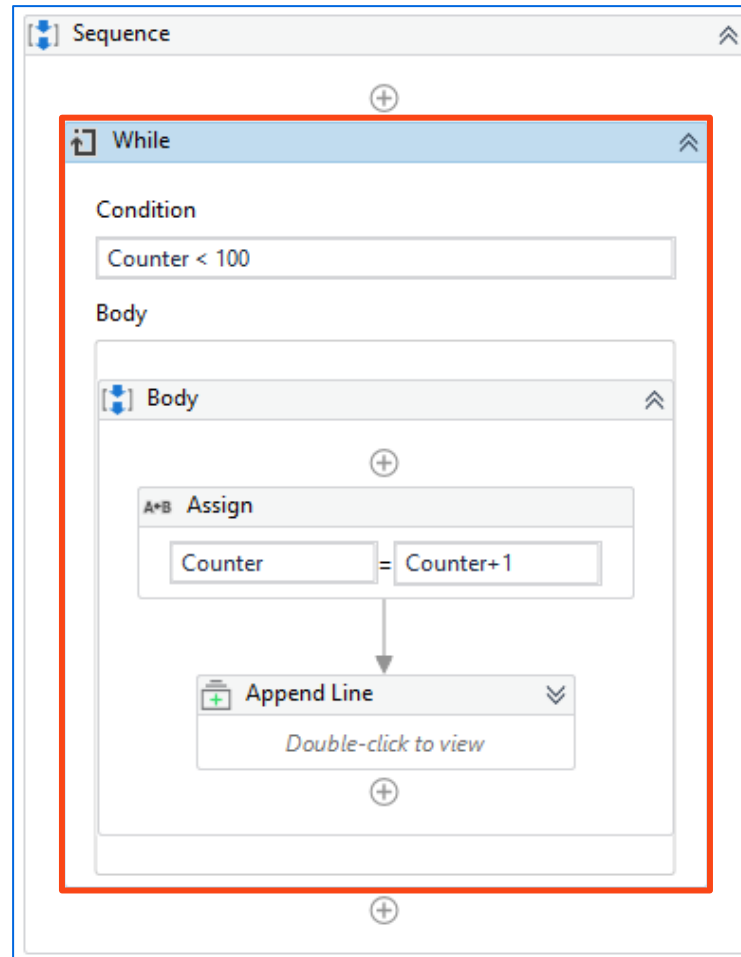 Sequence
While
Condition
Counter < 100
Body
Body
A+B Assign
Counter = Counter+1
Append Line
Double-click to view